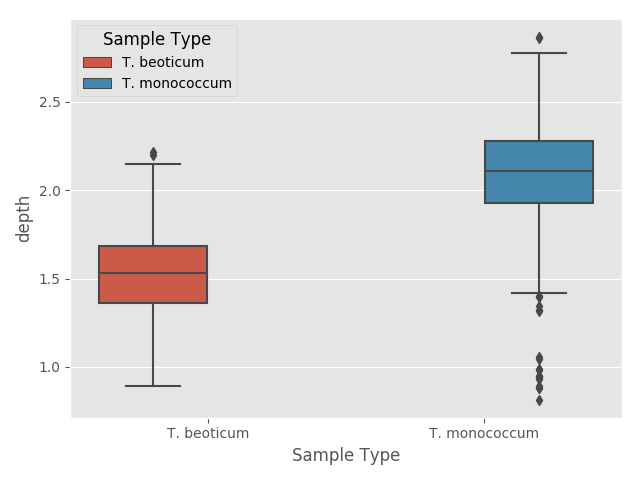 Sample Type
T. beoticum
T. monococcum
depth
2.5
2.0
1.5
1.0
T. beoticum
T. monococcum
Sample Type